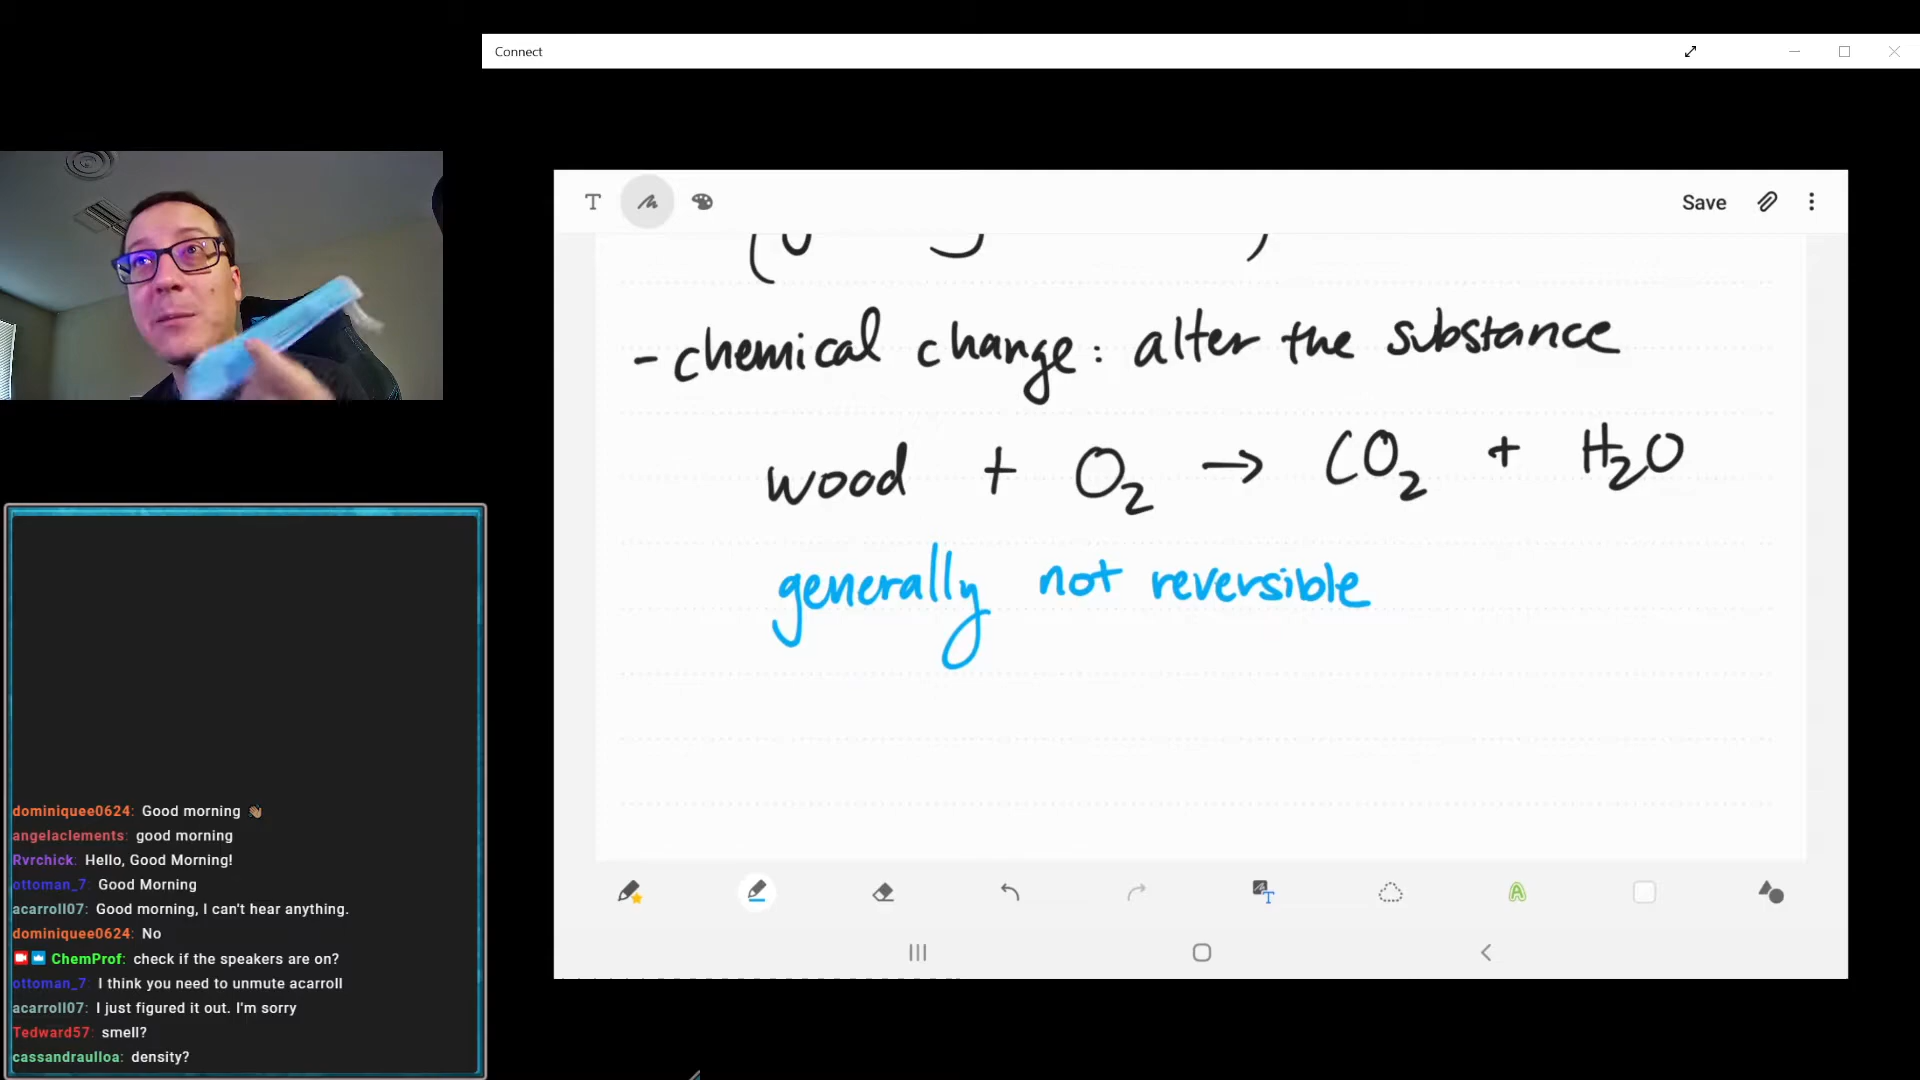 Connect
T
Save
- chemical change: alter the substance
wood + O₂ → CO₂ + H₂O
generally not reversible
T
A
dominiquee0624: Good morning 👋🏾
angelaclements: good morning
Rvrchick: Hello, Good Morning!
ottoman_7: Good Morning
acarroll07: Good morning, I can't hear anything.
dominiquee0624: No
ChemProf: check if the speakers are on?
ottoman_7: I think you need to unmute acarroll
acarroll07: I just figured it out. I'm sorry
Tedward57: smell?
cassandraulloa: density?